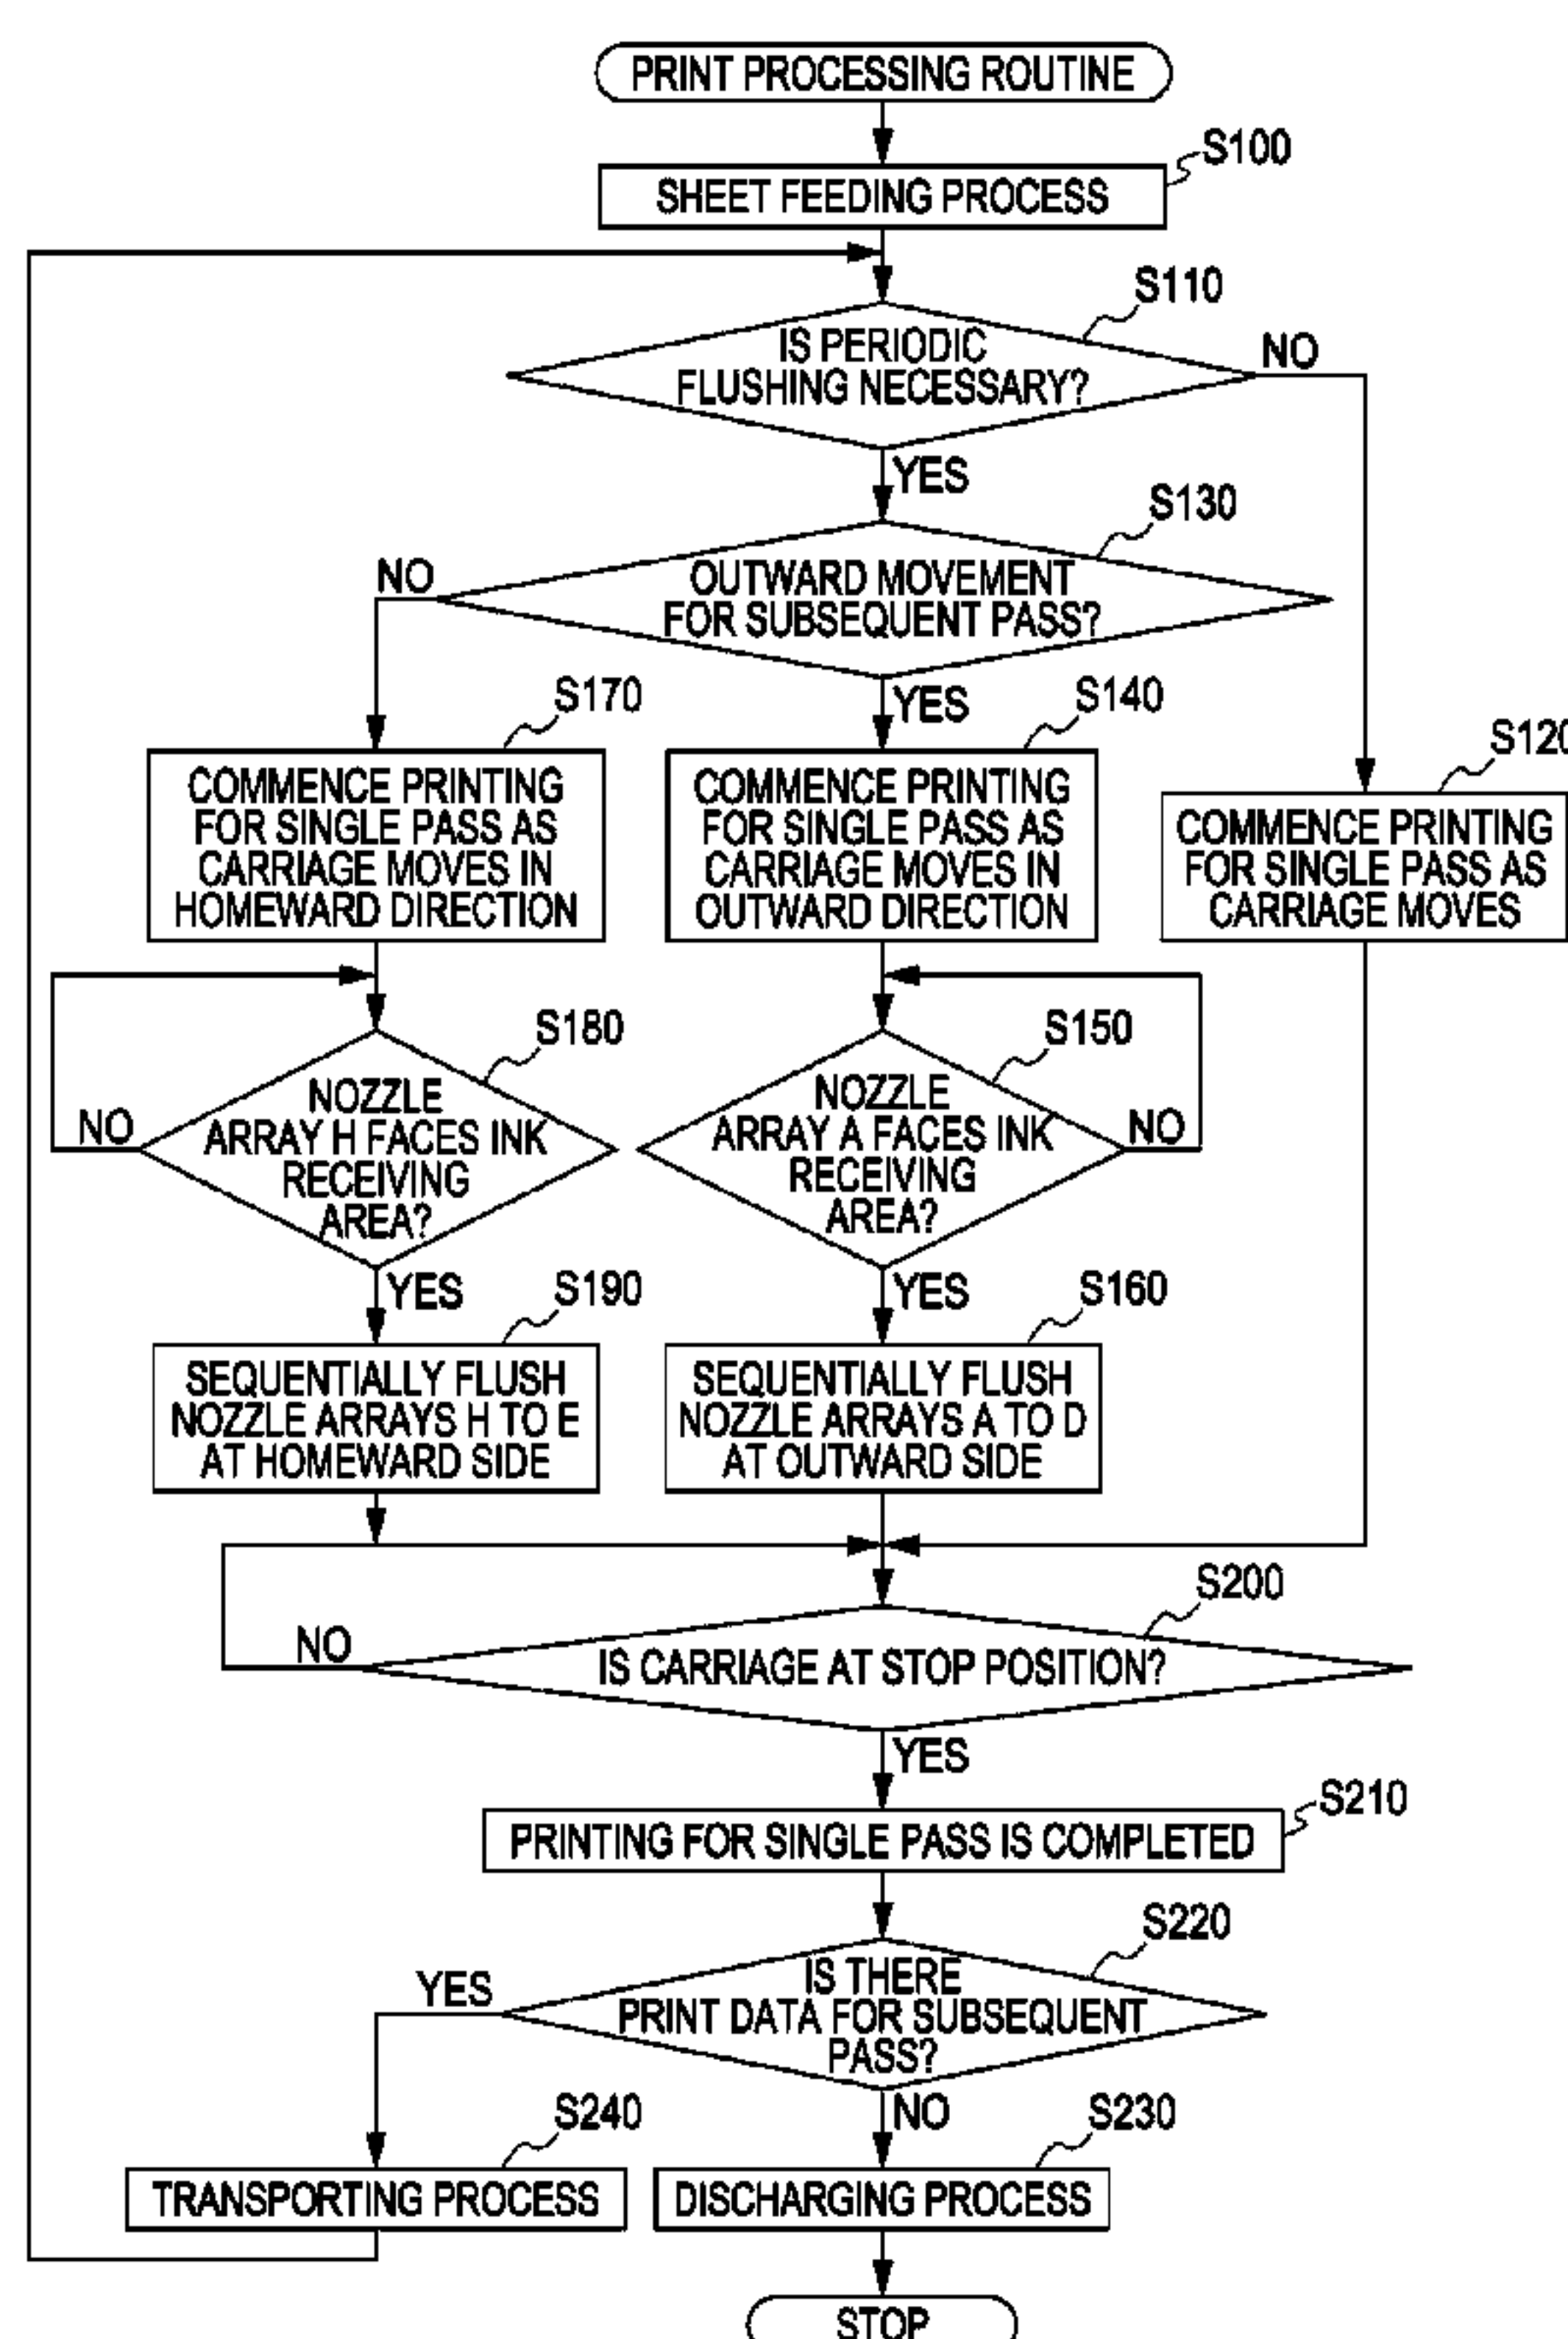 PRINT PROCESSING ROUTINE
S100
SHEET FEEDING PROCESS
S110
IS PERIODIC
FLUSHING NECESSARY?
NO
YES
S130
NO
OUTWARD MOVEMENT
FOR SUBSEQUENT PASS?
YES
S170
COMMENCE PRINTING
FOR SINGLE PASS AS
CARRIAGE MOVES IN
HOMEWARD DIRECTION
S140
COMMENCE PRINTING
FOR SINGLE PASS AS
CARRIAGE MOVES IN
OUTWARD DIRECTION
S120
COMMENCE PRINTING
FOR SINGLE PASS AS
CARRIAGE MOVES
S180
NOZZLE
ARRAY H FACES INK
RECEIVING
AREA?
NO
YES
S150
NOZZLE
ARRAY A FACES INK
RECEIVING
AREA?
NO
YES
S190
SEQUENTIALLY FLUSH
NOZZLE ARRAYS H TO E
AT HOMEWARD SIDE
S160
SEQUENTIALLY FLUSH
NOZZLE ARRAYS A TO D
AT OUTWARD SIDE
S200
NO
IS CARRIAGE AT STOP POSITION?
YES
S210
PRINTING FOR SINGLE PASS IS COMPLETED
S220
YES
IS THERE
PRINT DATA FOR SUBSEQUENT
PASS?
NO
S240
TRANSPORTING PROCESS
S230
DISCHARGING PROCESS
STOP